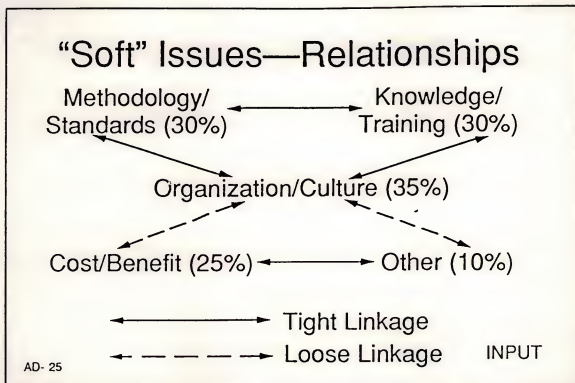 “Soft” Issues—Relationships
Methodology/
Standards (30%)
Knowledge/
Training (30%)
Organization/Culture (35%)
Cost/Benefit (25%)
Other (10%)
Tight Linkage
Loose Linkage
INPUT
AD- 25